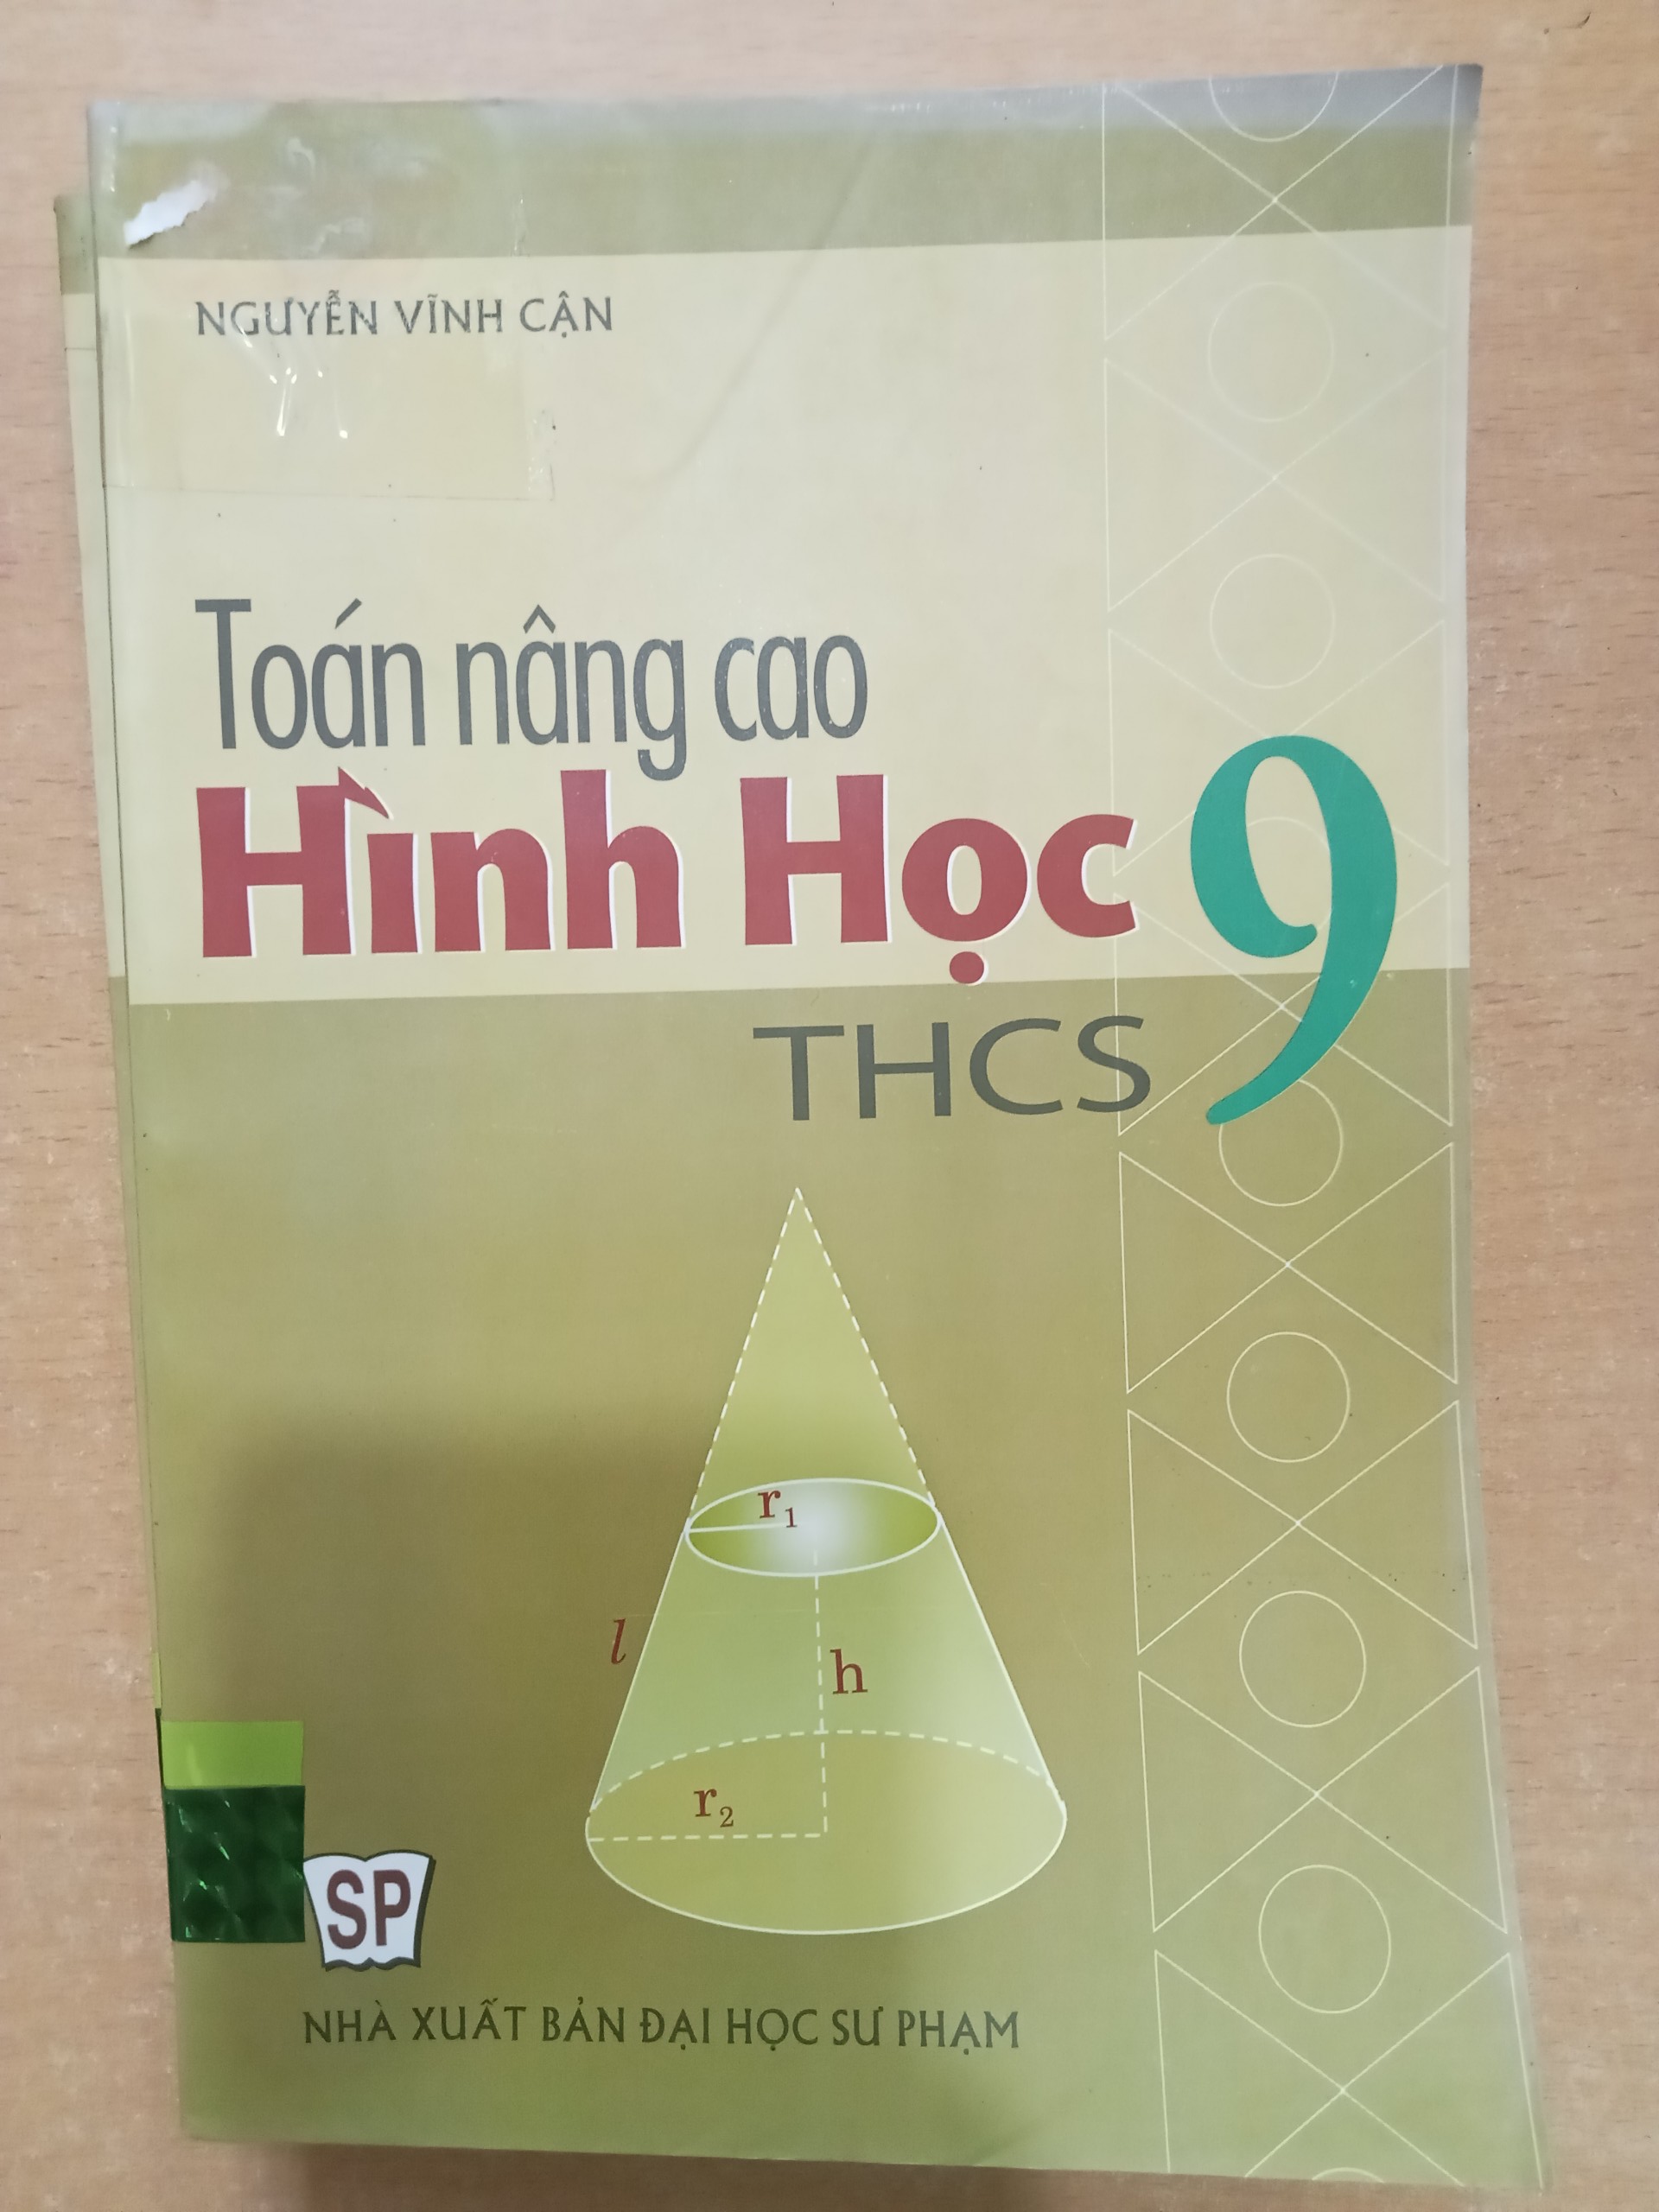 NGUYỄN VĨNH CẬN
Toán nâng cao
Hình Học 9
THCS
r₁
l
h
r₂
SP
NHÀ XUẤT BẢN ĐẠI HỌC SƯ PHẠM